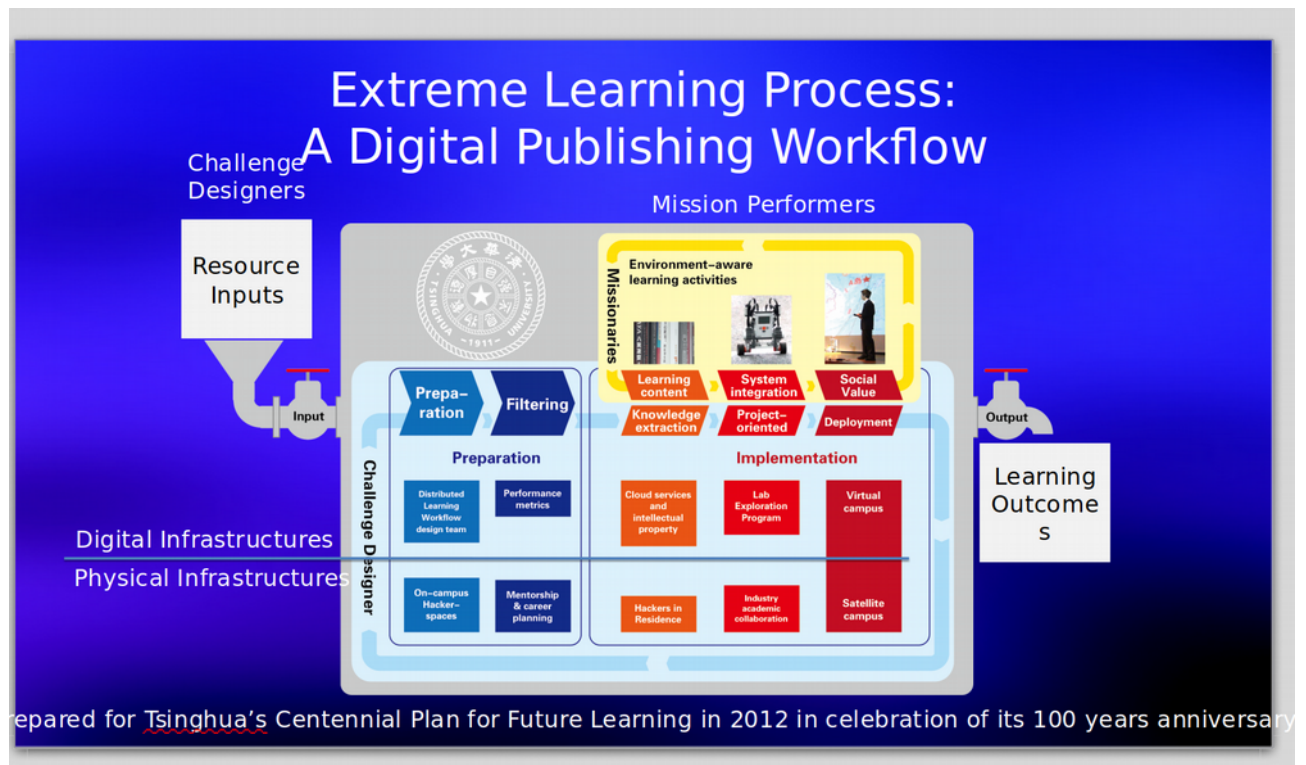 Extreme Learning Process:
A Digital Publishing Workflow
Challenge
Designers
Mission Performers
Resource
Inputs
TSINGHUA UNIVERSITY
-1911-
Missionaries
Environment-aware
learning activities
Learning
content
System
integration
Social
Value
Input
Prepa-
ration
Filtering
Knowledge
extraction
Project-
oriented
Deployment
Output
Preparation
Implementation
Challenge Designer
Distributed
Learning
Workflow
design team
Performance
metrics
Cloud services
and
intellectual
property
Lab
Exploration
Program
Virtual
campus
Learning
Outcome
s
Digital Infrastructures
Physical Infrastructures
On-campus
Hacker-
spaces
Mentorship
& career
planning
Hackers in
Residence
Industry
academic
collaboration
Satellite
campus
repared for Tsinghua’s Centennial Plan for Future Learning in 2012 in celebration of its 100 years anniversary